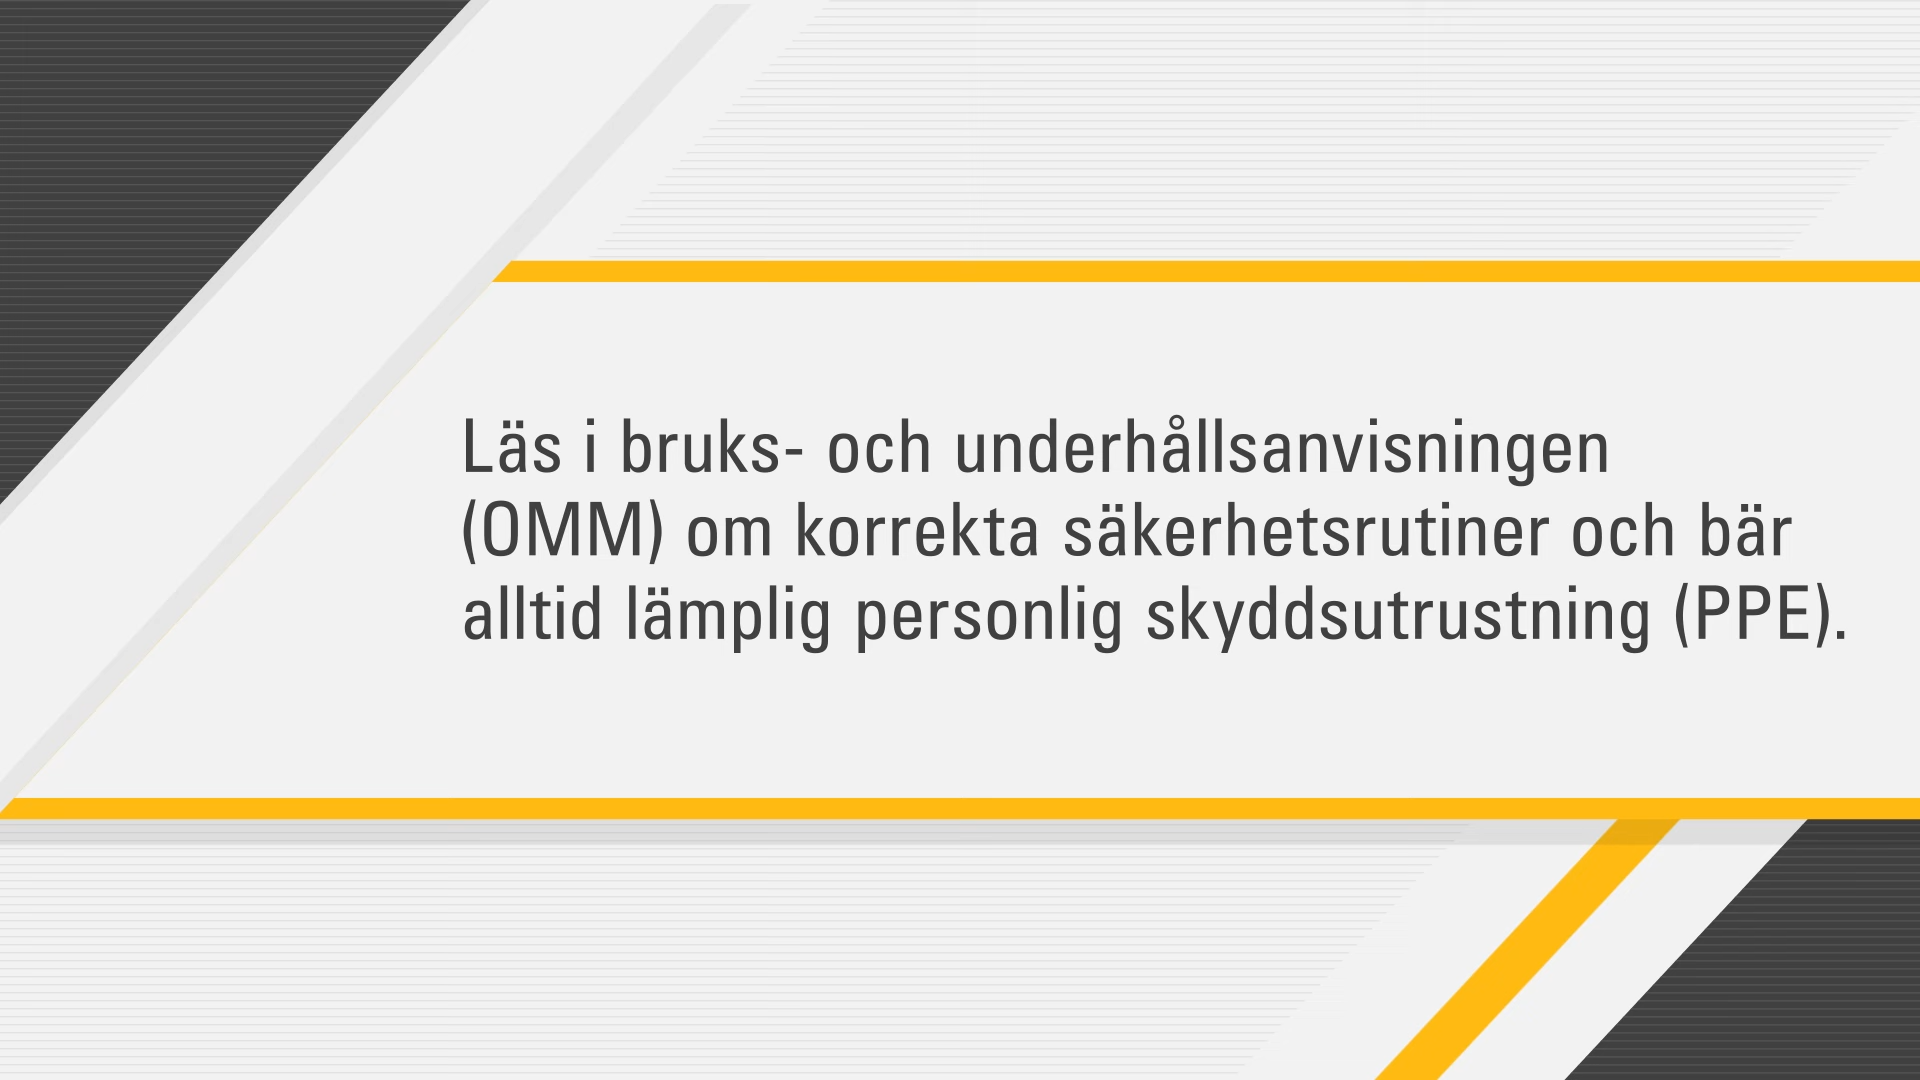 Läs i bruks- och underhållsanvisningen
(OMM) om korrekta säkerhetsrutiner och bär
alltid lämplig personlig skyddsutrustning (PPE).